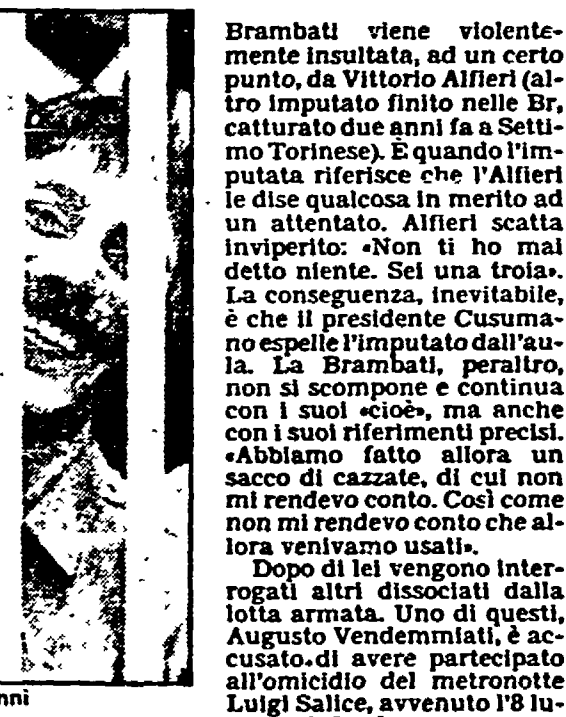 Brambati viene violente-
mente insultata, ad un certo
punto, da Vittorio Alfieri (al-
tro imputato finito nelle Br,
catturato due anni fa a Setti-
mo Torinese). È quando l'im-
putata riferisce che l'Alfieri
le dise qualcosa in merito ad
un attentato. Alfieri scatta
inviperito: «Non ti ho mai
detto niente. Sei una troia».
La conseguenza, inevitabile,
è che il presidente Cusuma-
no espelle l'imputato dall'au-
la. La Brambati, peraltro,
non si scompone e continua
con i suoi «cioè», ma anche
con i suoi riferimenti precisi.
«Abbiamo fatto allora un
sacco di cazzate, di cui non
mi rendevo conto. Così come
non mi rendevo conto che al-
lora venivamo usati».
Dopo di lei vengono inter-
rogati altri dissociati dalla
lotta armata. Uno di questi,
Augusto Vendemmiati, è ac-
cusato di avere partecipato
all'omicidio del metronotte
Luigi Salice, avvenuto l'8 lu-
nni